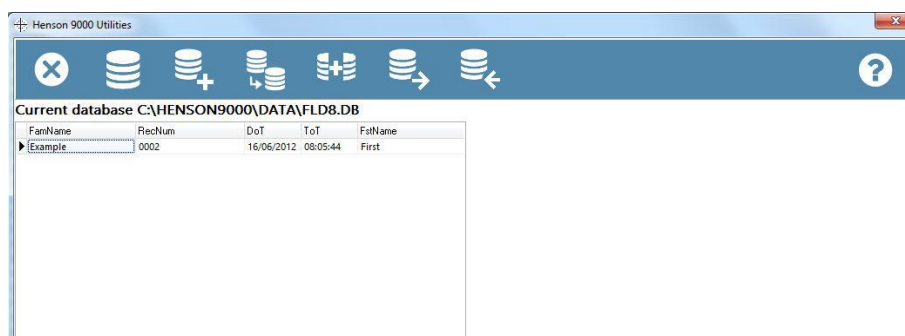 Henson 9000 Utilities
Current database C:\HENSON9000\DATA\FLD8.DB
FamName RecNum DoT ToT FstName
Example 0002 16/06/2012 08:05:44 First